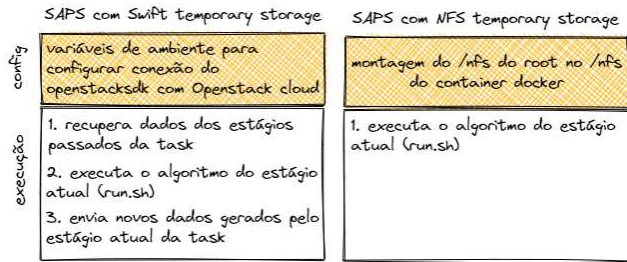 SAPS com Swift temporary storage
config
variáveis de ambiente para
configurar conexão do
openstacksdk com Openstack cloud
execução
1. recupera dados dos estágios
passados da task
2. executa o algoritmo do estágio
atual (run.sh)
3. envia novos dados gerados pelo
estágio atual da task
SAPS com NFS temporary storage
montagem do /nfs do root no /nfs
do container docker
1. executa o algoritmo do estágio
atual (run.sh)